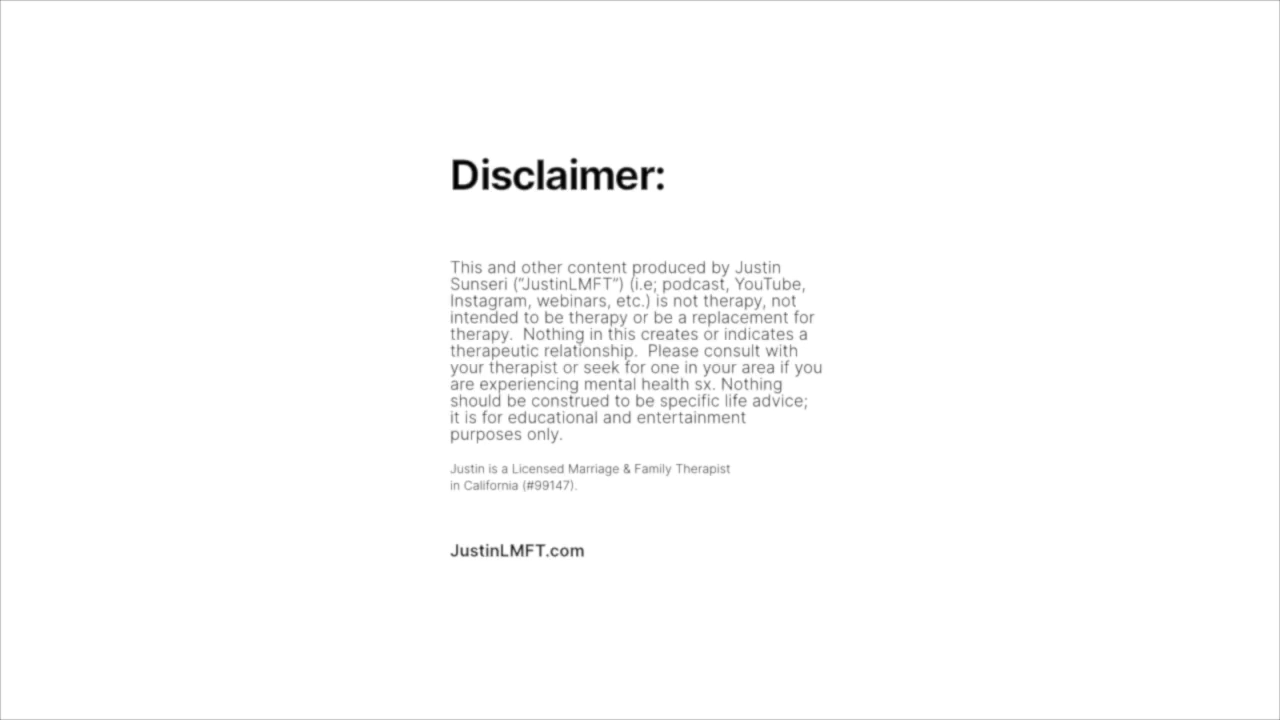 Disclaimer:
This and other content produced by Justin
Sunseri (“JustinLMFT”) (i.e; podcast, YouTube,
Instagram, webinars, etc.) is not therapy, not
intended to be therapy or be a replacement for
therapy.  Nothing in this creates or indicates a
therapeutic relationship.  Please consult with
your therapist or seek for one in your area if you
are experiencing mental health sx. Nothing
should be construed to be specific life advice;
it is for educational and entertainment
purposes only.
Justin is a Licensed Marriage & Family Therapist
in California (#99147).
JustinLMFT.com